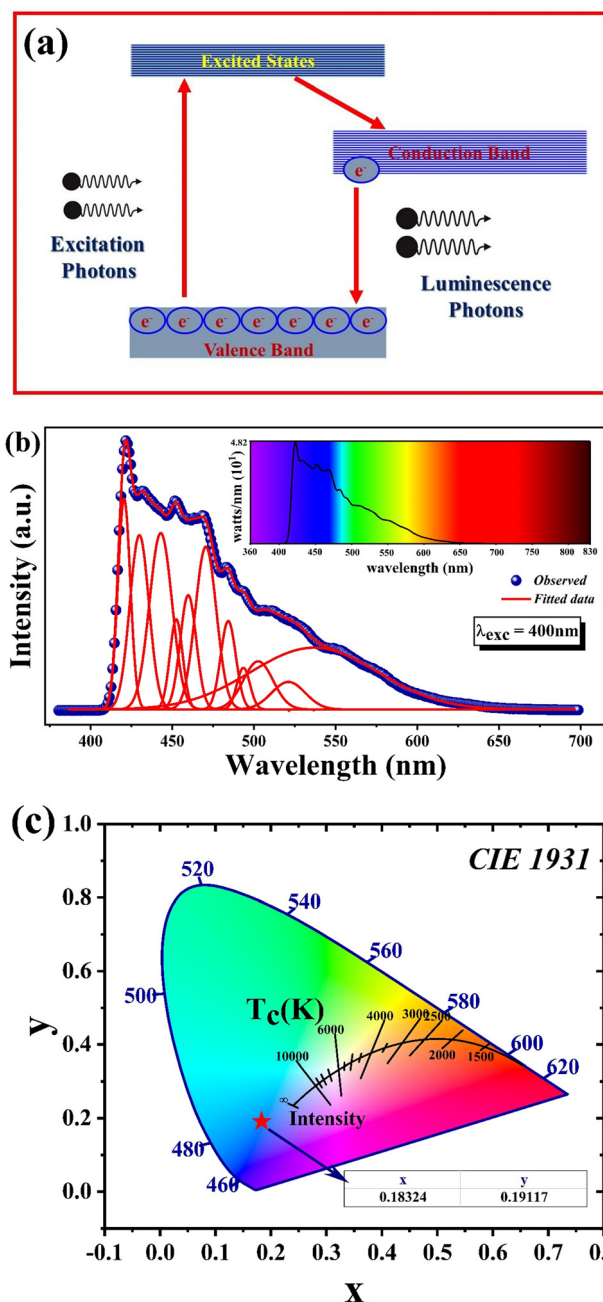 (a)
Excited States
Conduction Band
e⁻
Excitation
Photons
Luminescence
Photons
e⁻ e⁻ e⁻ e⁻ e⁻ e⁻ e⁻
Valence Band
(b)
Intensity (a.u.)
4.82
watts/nm (10¹)
0
360 400 450 500 550 600 650 700 750 830
wavelength (nm)
Observed
Fitted data
λexc = 400nm
400 450 500 550 600 650 700
Wavelength (nm)
(c)
CIE 1931
y
1.0
0.8
0.6
0.4
0.2
0.0
520
540
560
500
580
600
620
480
460
Tc(K)
∞
10000
6000
4000
3000
2500
2000
1500
Intensity
x y
0.18324 0.19117
-0.1 0.0 0.1 0.2 0.3 0.4 0.5 0.6 0.7
x